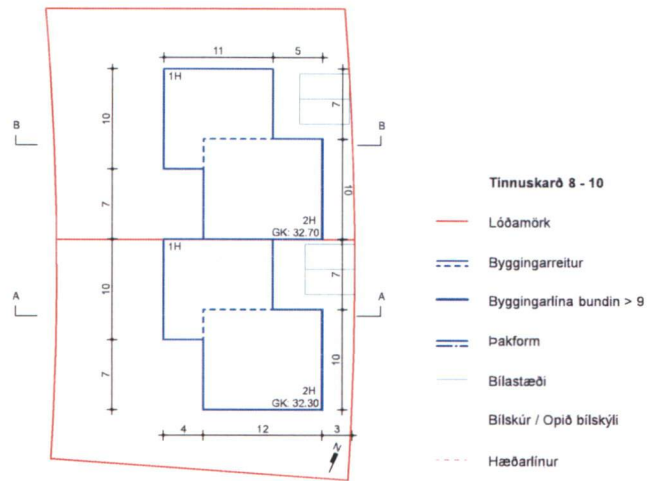 11
5
1H
10
7
B
B
7
10
2H
GK: 32.70
1H
10
7
A
A
7
10
2H
GK: 32.30
4
12
3
N
Tinnuskarð 8 - 10
Lóðamörk
Byggingarreitur
Byggingarlína bundin > 9
Þakform
Bílastæði
Bílskúr / Opið bílskýli
Hæðarlínur